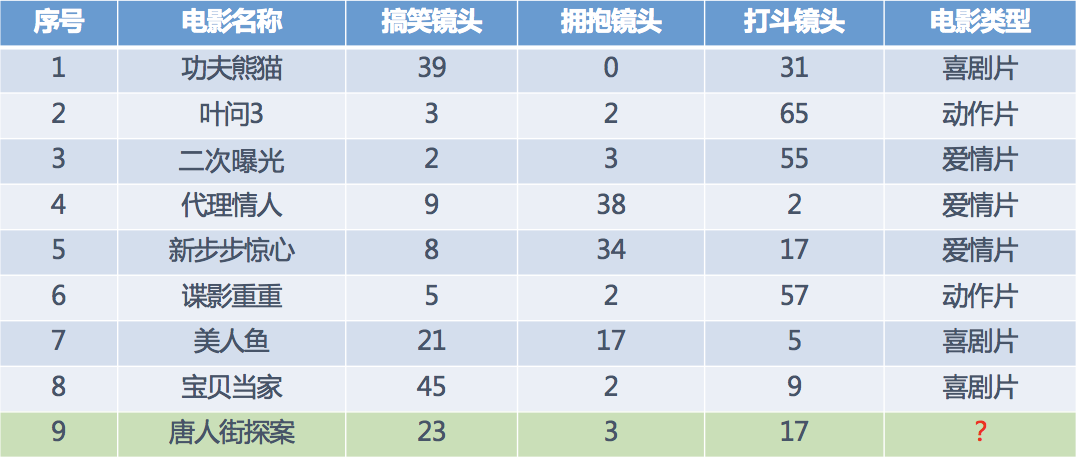 序号 电影名称 搞笑镜头 拥抱镜头 打斗镜头 电影类型
1 功夫熊猫 39 0 31 喜剧片
2 叶问3 3 2 65 动作片
3 二次曝光 2 3 55 爱情片
4 代理情人 9 38 2 爱情片
5 新步步惊心 8 34 17 爱情片
6 谍影重重 5 2 57 动作片
7 美人鱼 21 17 5 喜剧片
8 宝贝当家 45 2 9 喜剧片
9 唐人街探案 23 3 17 ?